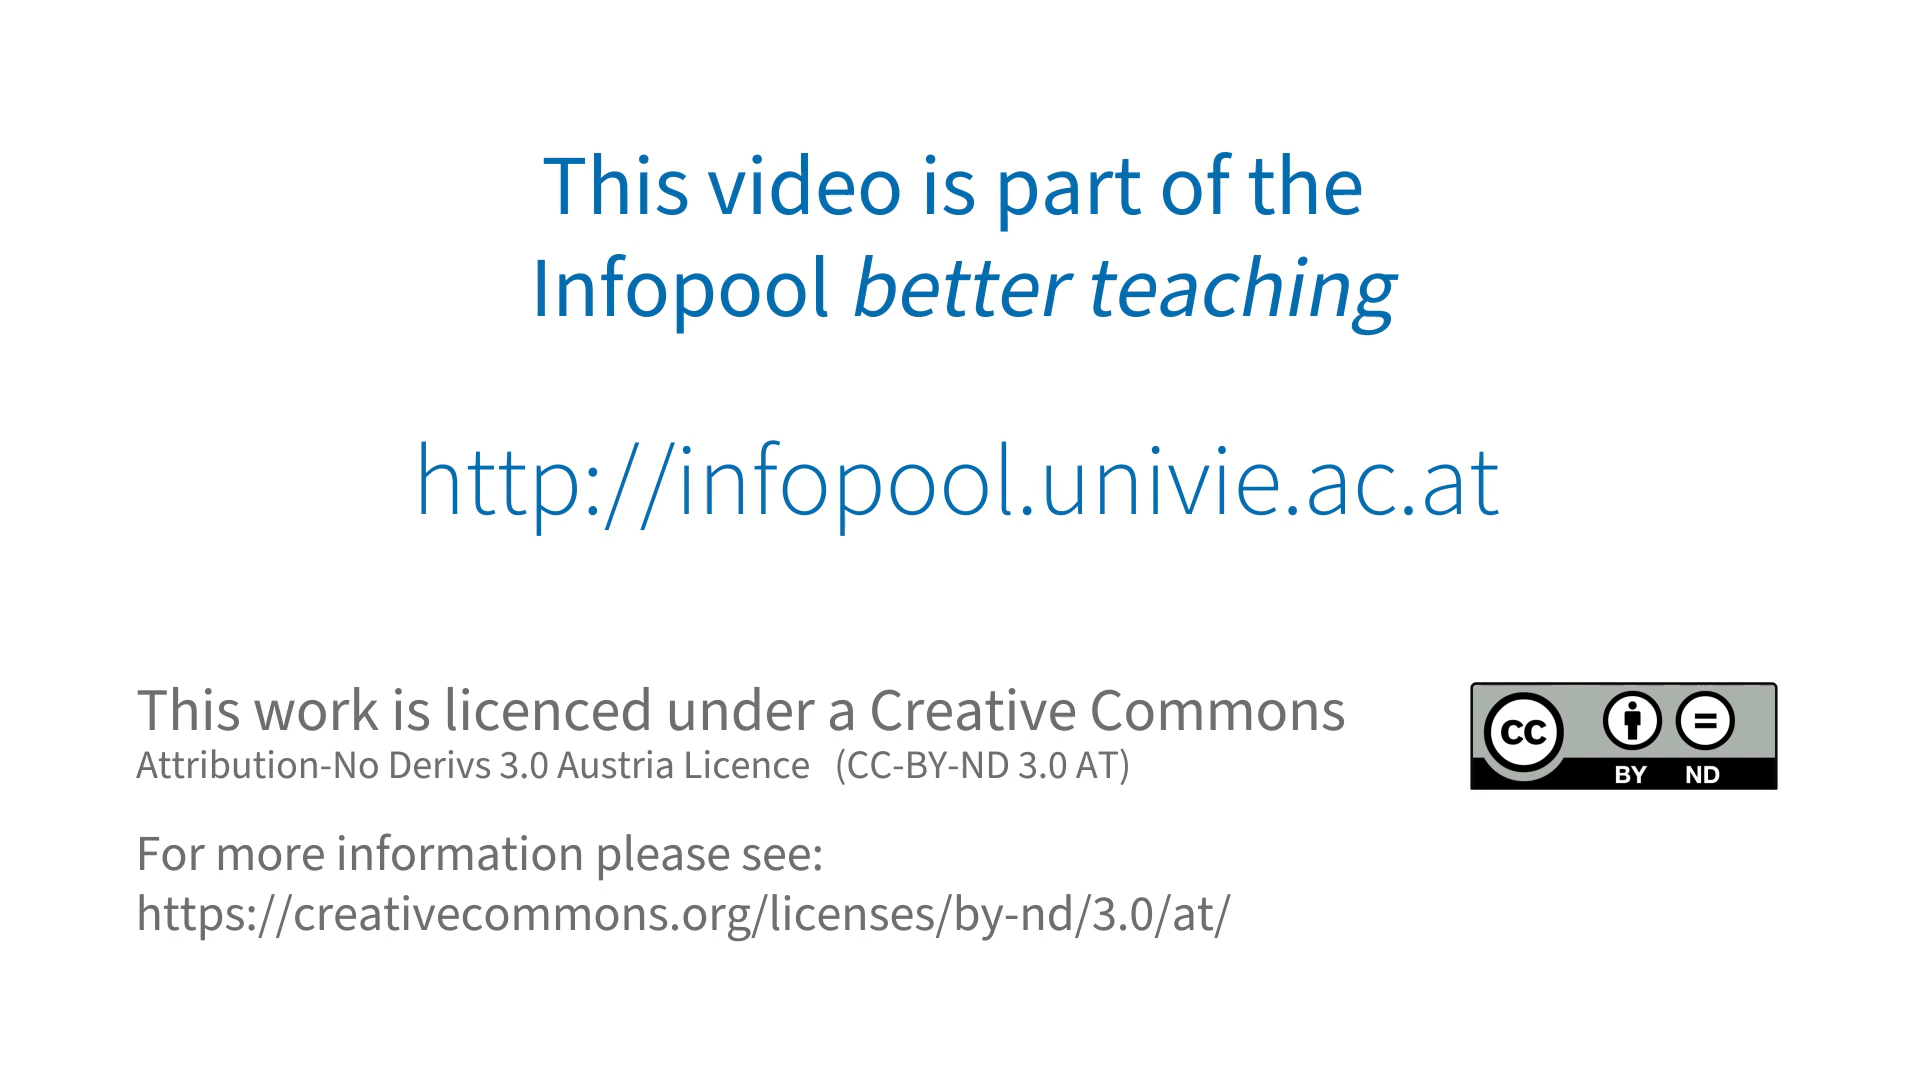 This video is part of the
Infopool better teaching
http://infopool.univie.ac.at
This work is licenced under a Creative Commons
Attribution-No Derivs 3.0 Austria Licence (CC-BY-ND 3.0 AT)
CC BY ND
For more information please see:
https://creativecommons.org/licenses/by-nd/3.0/at/